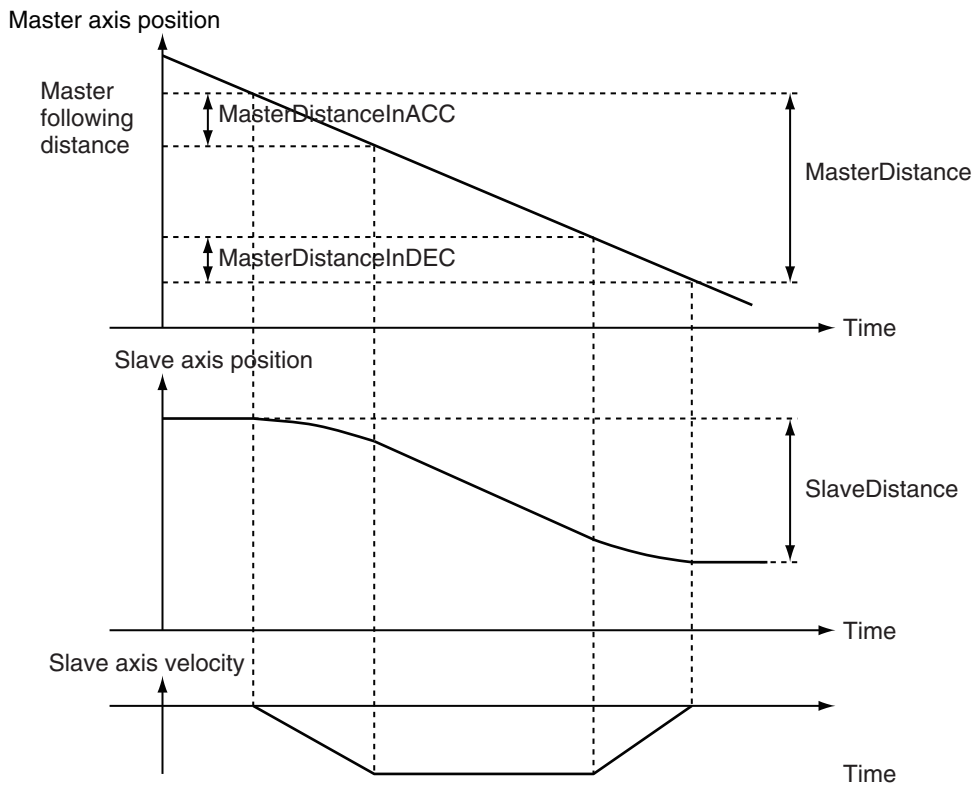 Master axis position
Master
following
distance
MasterDistanceInACC
MasterDistance
MasterDistanceInDEC
Time
Slave axis position
SlaveDistance
Time
Slave axis velocity
Time